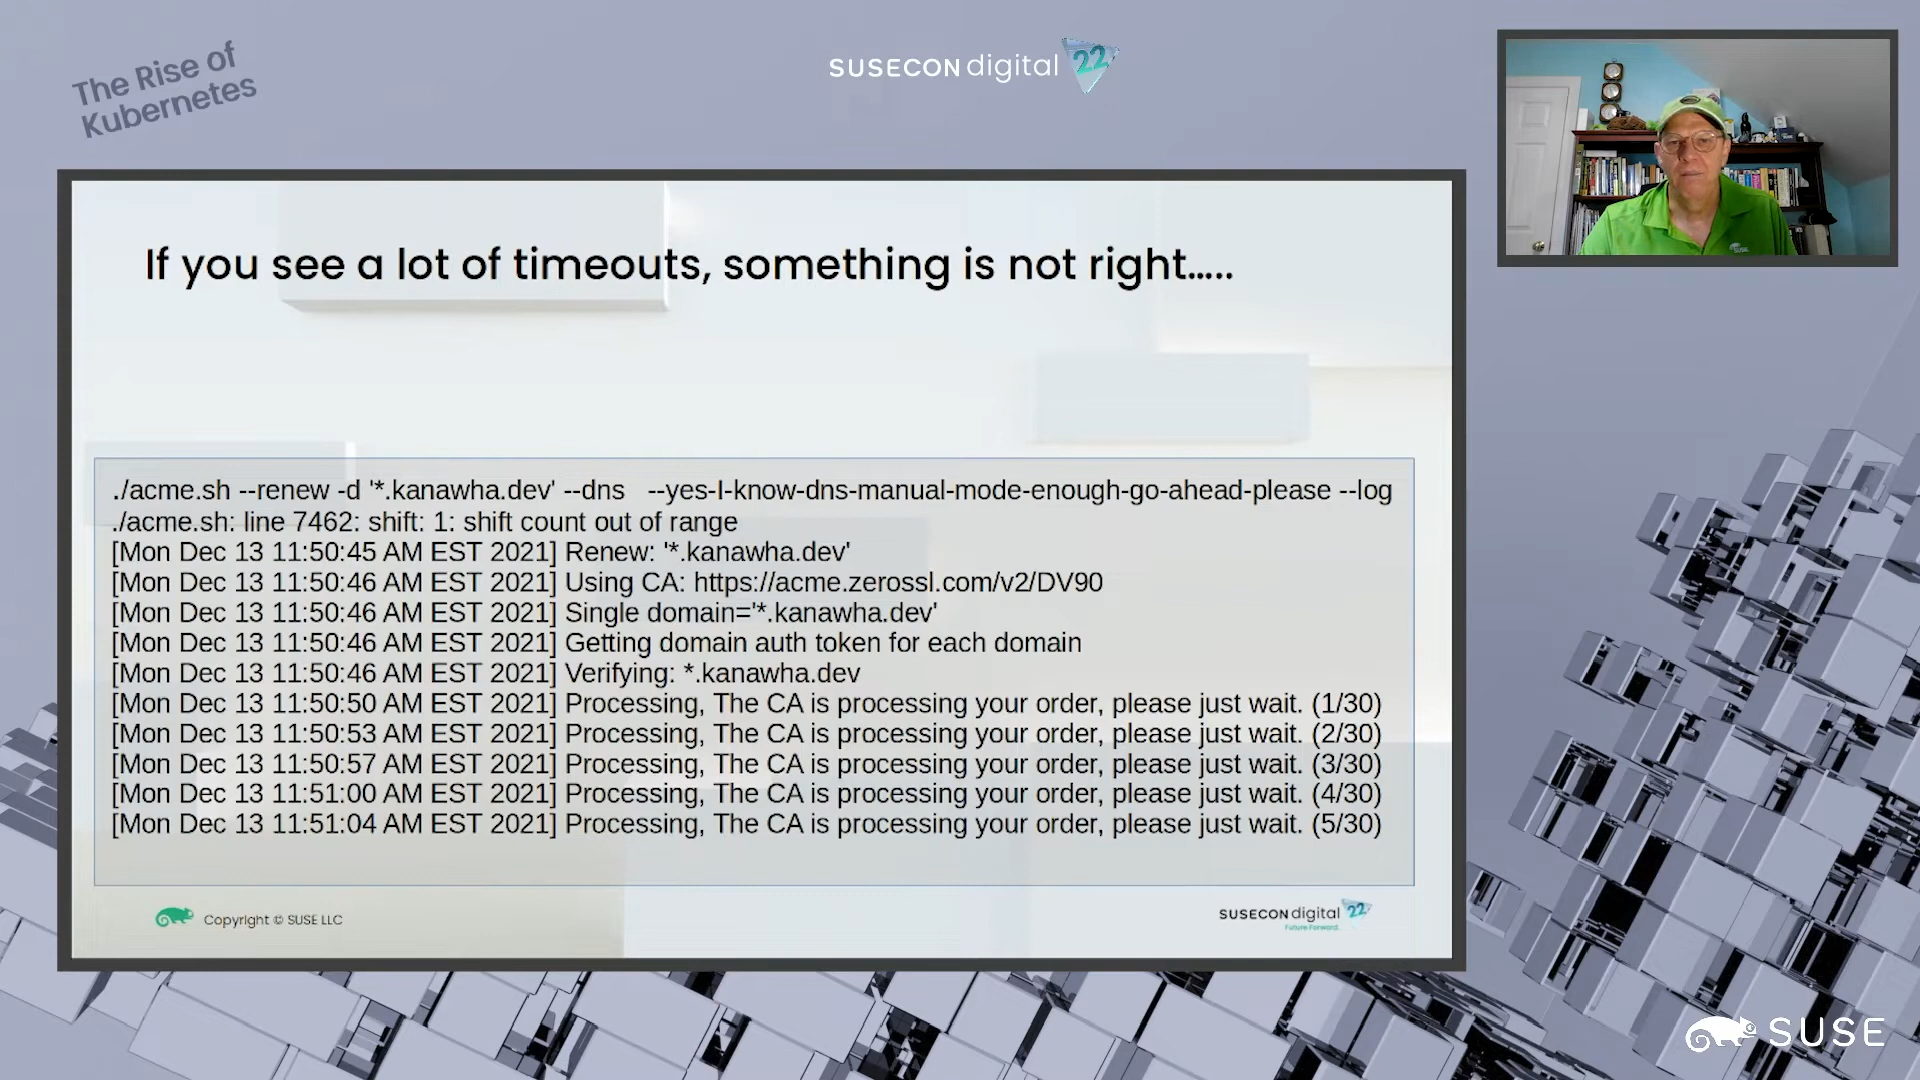 The Rise of
Kubernetes
SUSECON digital 22
If you see a lot of timeouts, something is not right.....
./acme.sh --renew -d '*.kanawha.dev' --dns   --yes-I-know-dns-manual-mode-enough-go-ahead-please --log
./acme.sh: line 7462: shift: 1: shift count out of range
[Mon Dec 13 11:50:45 AM EST 2021] Renew: '*.kanawha.dev'
[Mon Dec 13 11:50:46 AM EST 2021] Using CA: https://acme.zerossl.com/v2/DV90
[Mon Dec 13 11:50:46 AM EST 2021] Single domain='*.kanawha.dev'
[Mon Dec 13 11:50:46 AM EST 2021] Getting domain auth token for each domain
[Mon Dec 13 11:50:46 AM EST 2021] Verifying: *.kanawha.dev
[Mon Dec 13 11:50:50 AM EST 2021] Processing, The CA is processing your order, please just wait. (1/30)
[Mon Dec 13 11:50:53 AM EST 2021] Processing, The CA is processing your order, please just wait. (2/30)
[Mon Dec 13 11:50:57 AM EST 2021] Processing, The CA is processing your order, please just wait. (3/30)
[Mon Dec 13 11:51:00 AM EST 2021] Processing, The CA is processing your order, please just wait. (4/30)
[Mon Dec 13 11:51:04 AM EST 2021] Processing, The CA is processing your order, please just wait. (5/30)
Copyright © SUSE LLC
SUSECON digital 22
Future Forward.
SUSE